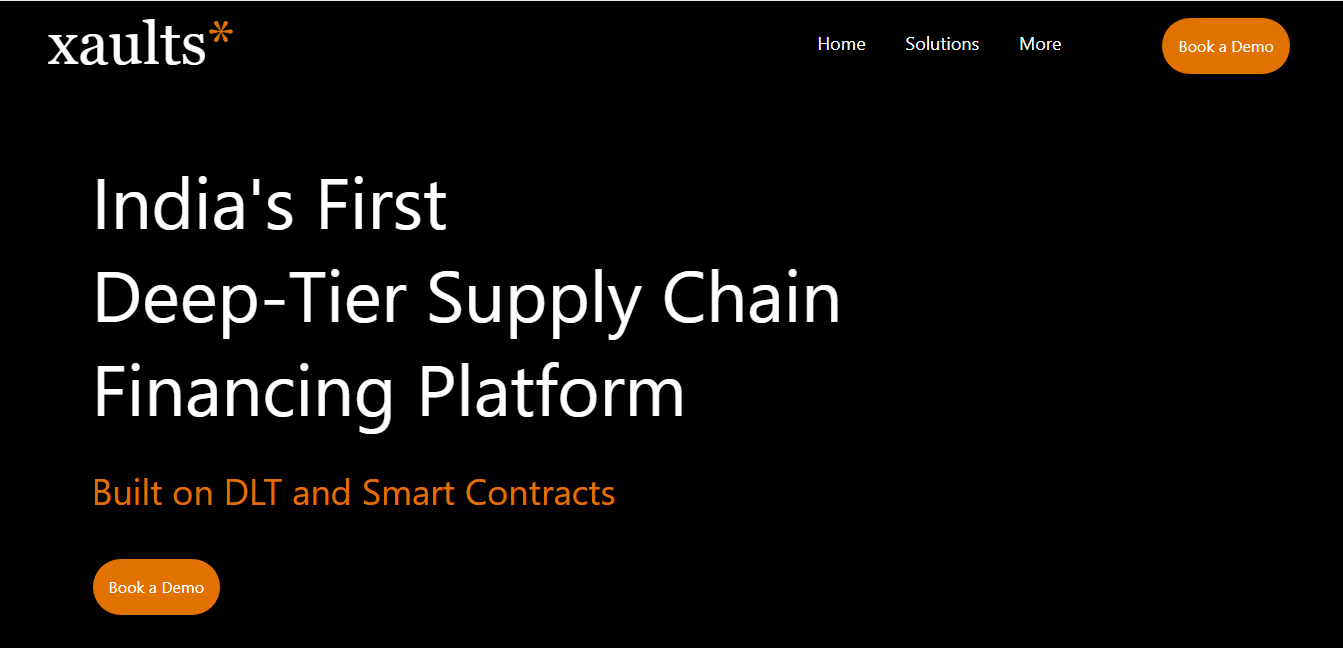 xaults*
Home Solutions More Book a Demo
India's First
Deep-Tier Supply Chain
Financing Platform
Built on DLT and Smart Contracts
Book a Demo